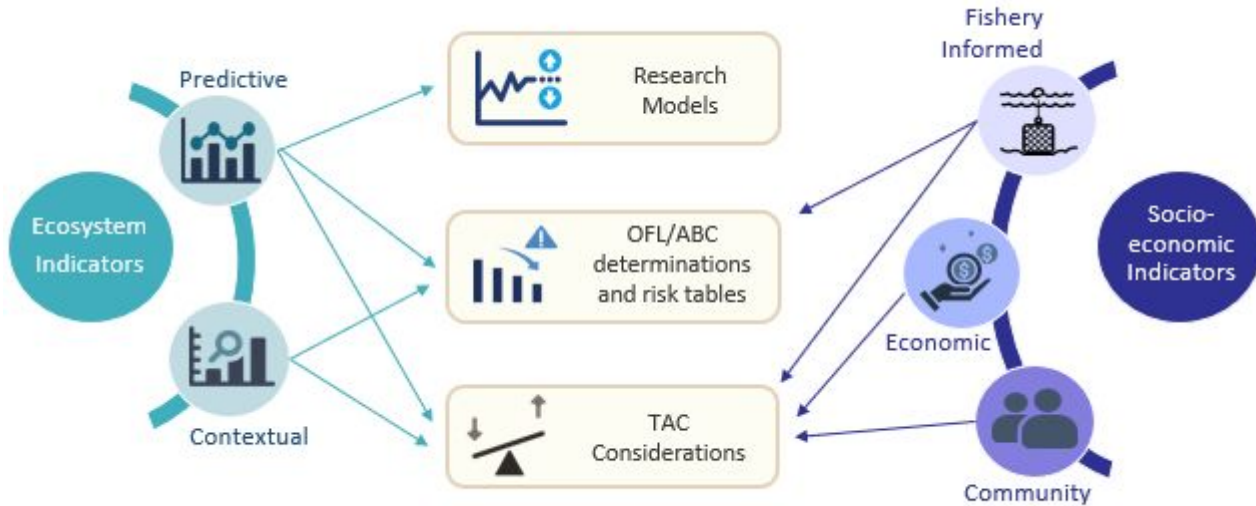 Ecosystem
Indicators
Predictive
Contextual
Research
Models
OFL/ABC
determinations
and risk tables
TAC
Considerations
Fishery
Informed
Economic
Community
Socio-
economic
Indicators